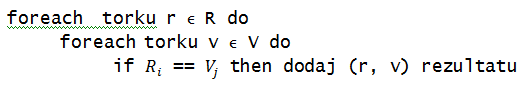 foreach torku r ϵ R do
foreach torku v ϵ V do
if Rᵢ == Vⱼ then dodaj (r, v) rezultatu